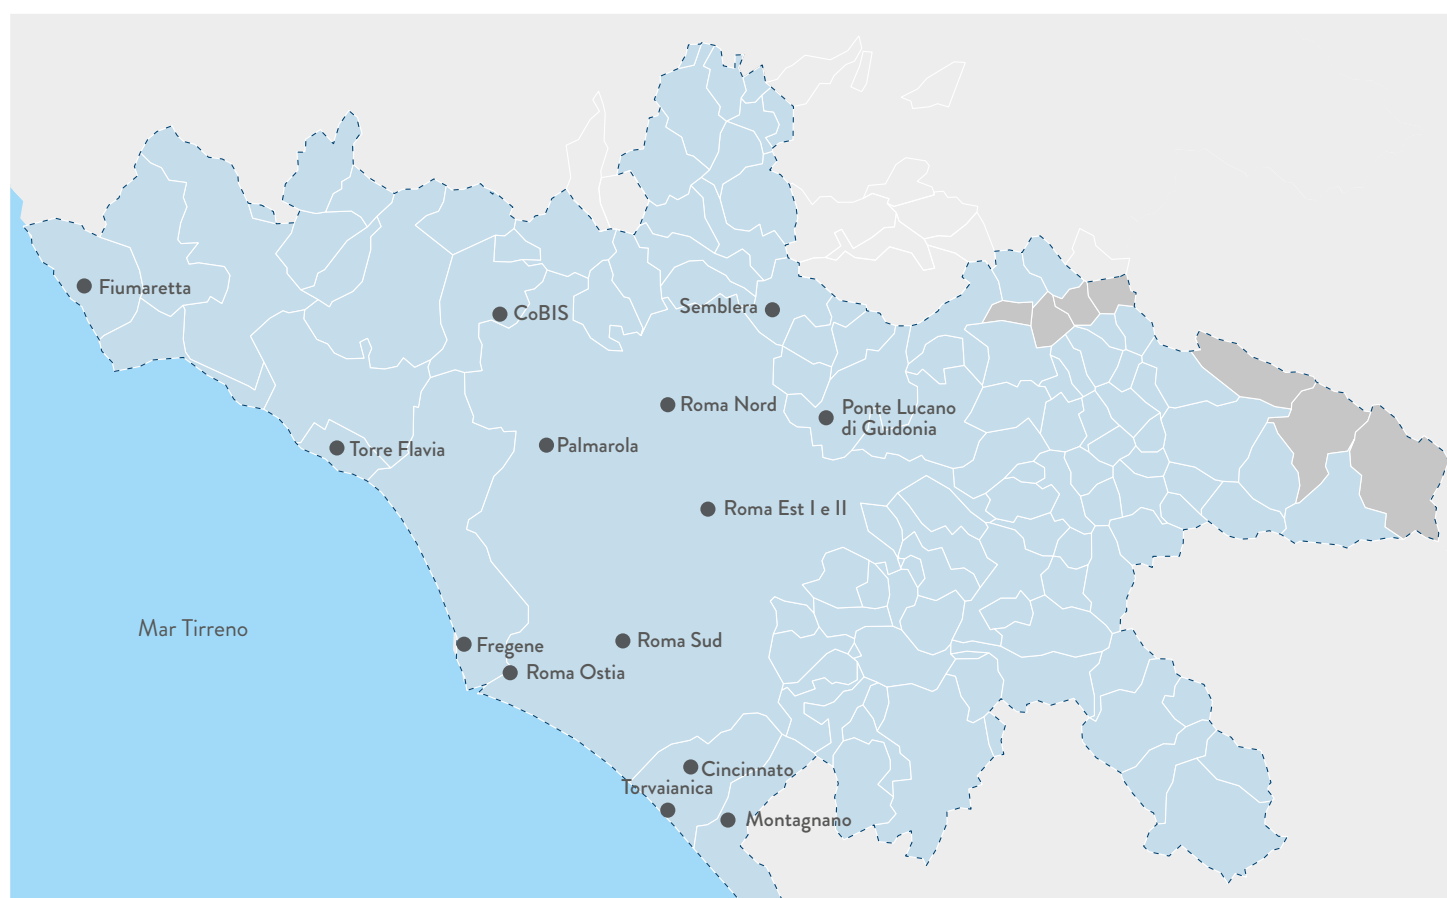 Fiumaretta
Semblera
CoBIS
Roma Nord
Ponte Lucano
di Guidonia
Palmarola
Torre Flavia
Roma Est I e II
Mar Tirreno
Roma Sud
Fregene
Roma Ostia
Cincinnato
Torvaianica
Montagnano